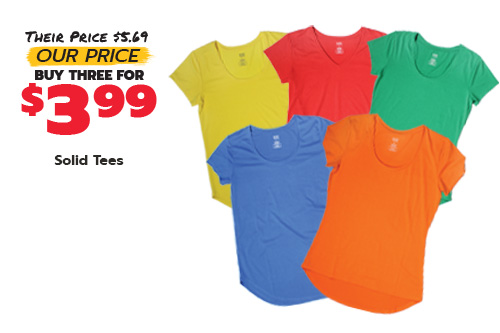 Their Price $5.69
OUR PRICE
BUY THREE FOR
$3.99
Solid Tees